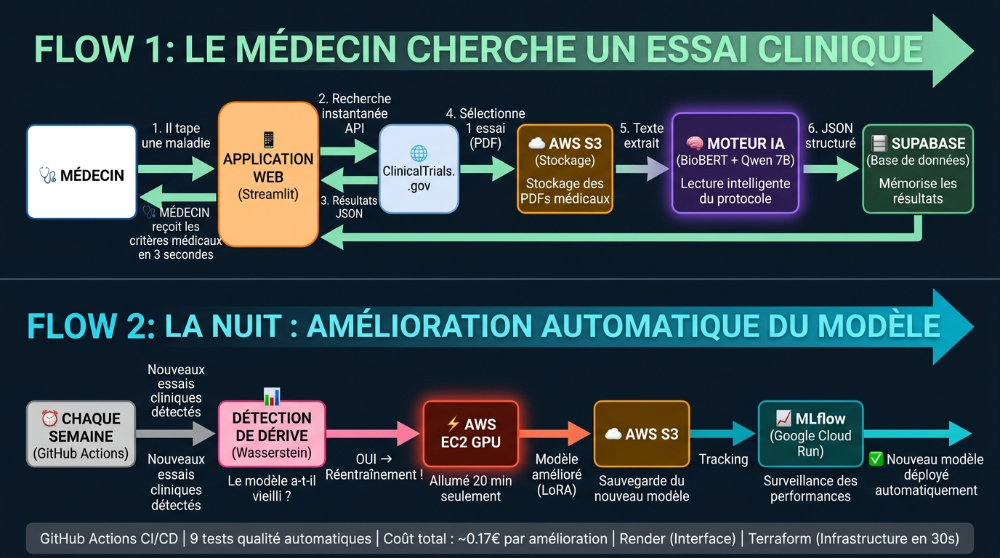 FLOW 1: LE MÉDECIN CHERCHE UN ESSAI CLINIQUE
MÉDECIN
1. Il tape
une maladie
MÉDECIN
reçoit les
critères médicaux
en 3 secondes
APPLICATION
WEB
(Streamlit)
2. Recherche
instantanée
API
3. Résultats
JSON
ClinicalTrials.
.gov
4. Sélectionne
1 essai
(PDF)
AWS S3
(Stockage)
Stockage des
PDFs médicaux
5. Texte
extrait
MOTEUR IA
(BioBERT + Qwen 7B)
Lecture intelligente
du protocole
6. JSON
structuré
SUPABASE
(Base de données)
Mémorise les
résultats
FLOW 2: LA NUIT : AMÉLIORATION AUTOMATIQUE DU MODÈLE
CHAQUE
SEMAINE
(GitHub Actions)
Nouveaux
essais
cliniques
détectés
Nouveaux
essais
cliniques
détectés
DÉTECTION
DE DÉRIVE
(Wasserstein)
Le modèle a-t-il
vieilli ?
OUI →
Réentraînement !
AWS
EC2 GPU
Allumé 20 min
seulement
Modèle
amélioré
(LoRA)
AWS S3
Sauvegarde du
nouveau modèle
Tracking
MLflow
(Google Cloud
Run)
Surveillance des
performances
✅ Nouveau modèle
déployé
automatiquement
GitHub Actions CI/CD | 9 tests qualité automatiques | Coût total : ~0.17€ par amélioration | Render (Interface) | Terraform (Infrastructure en 30s)